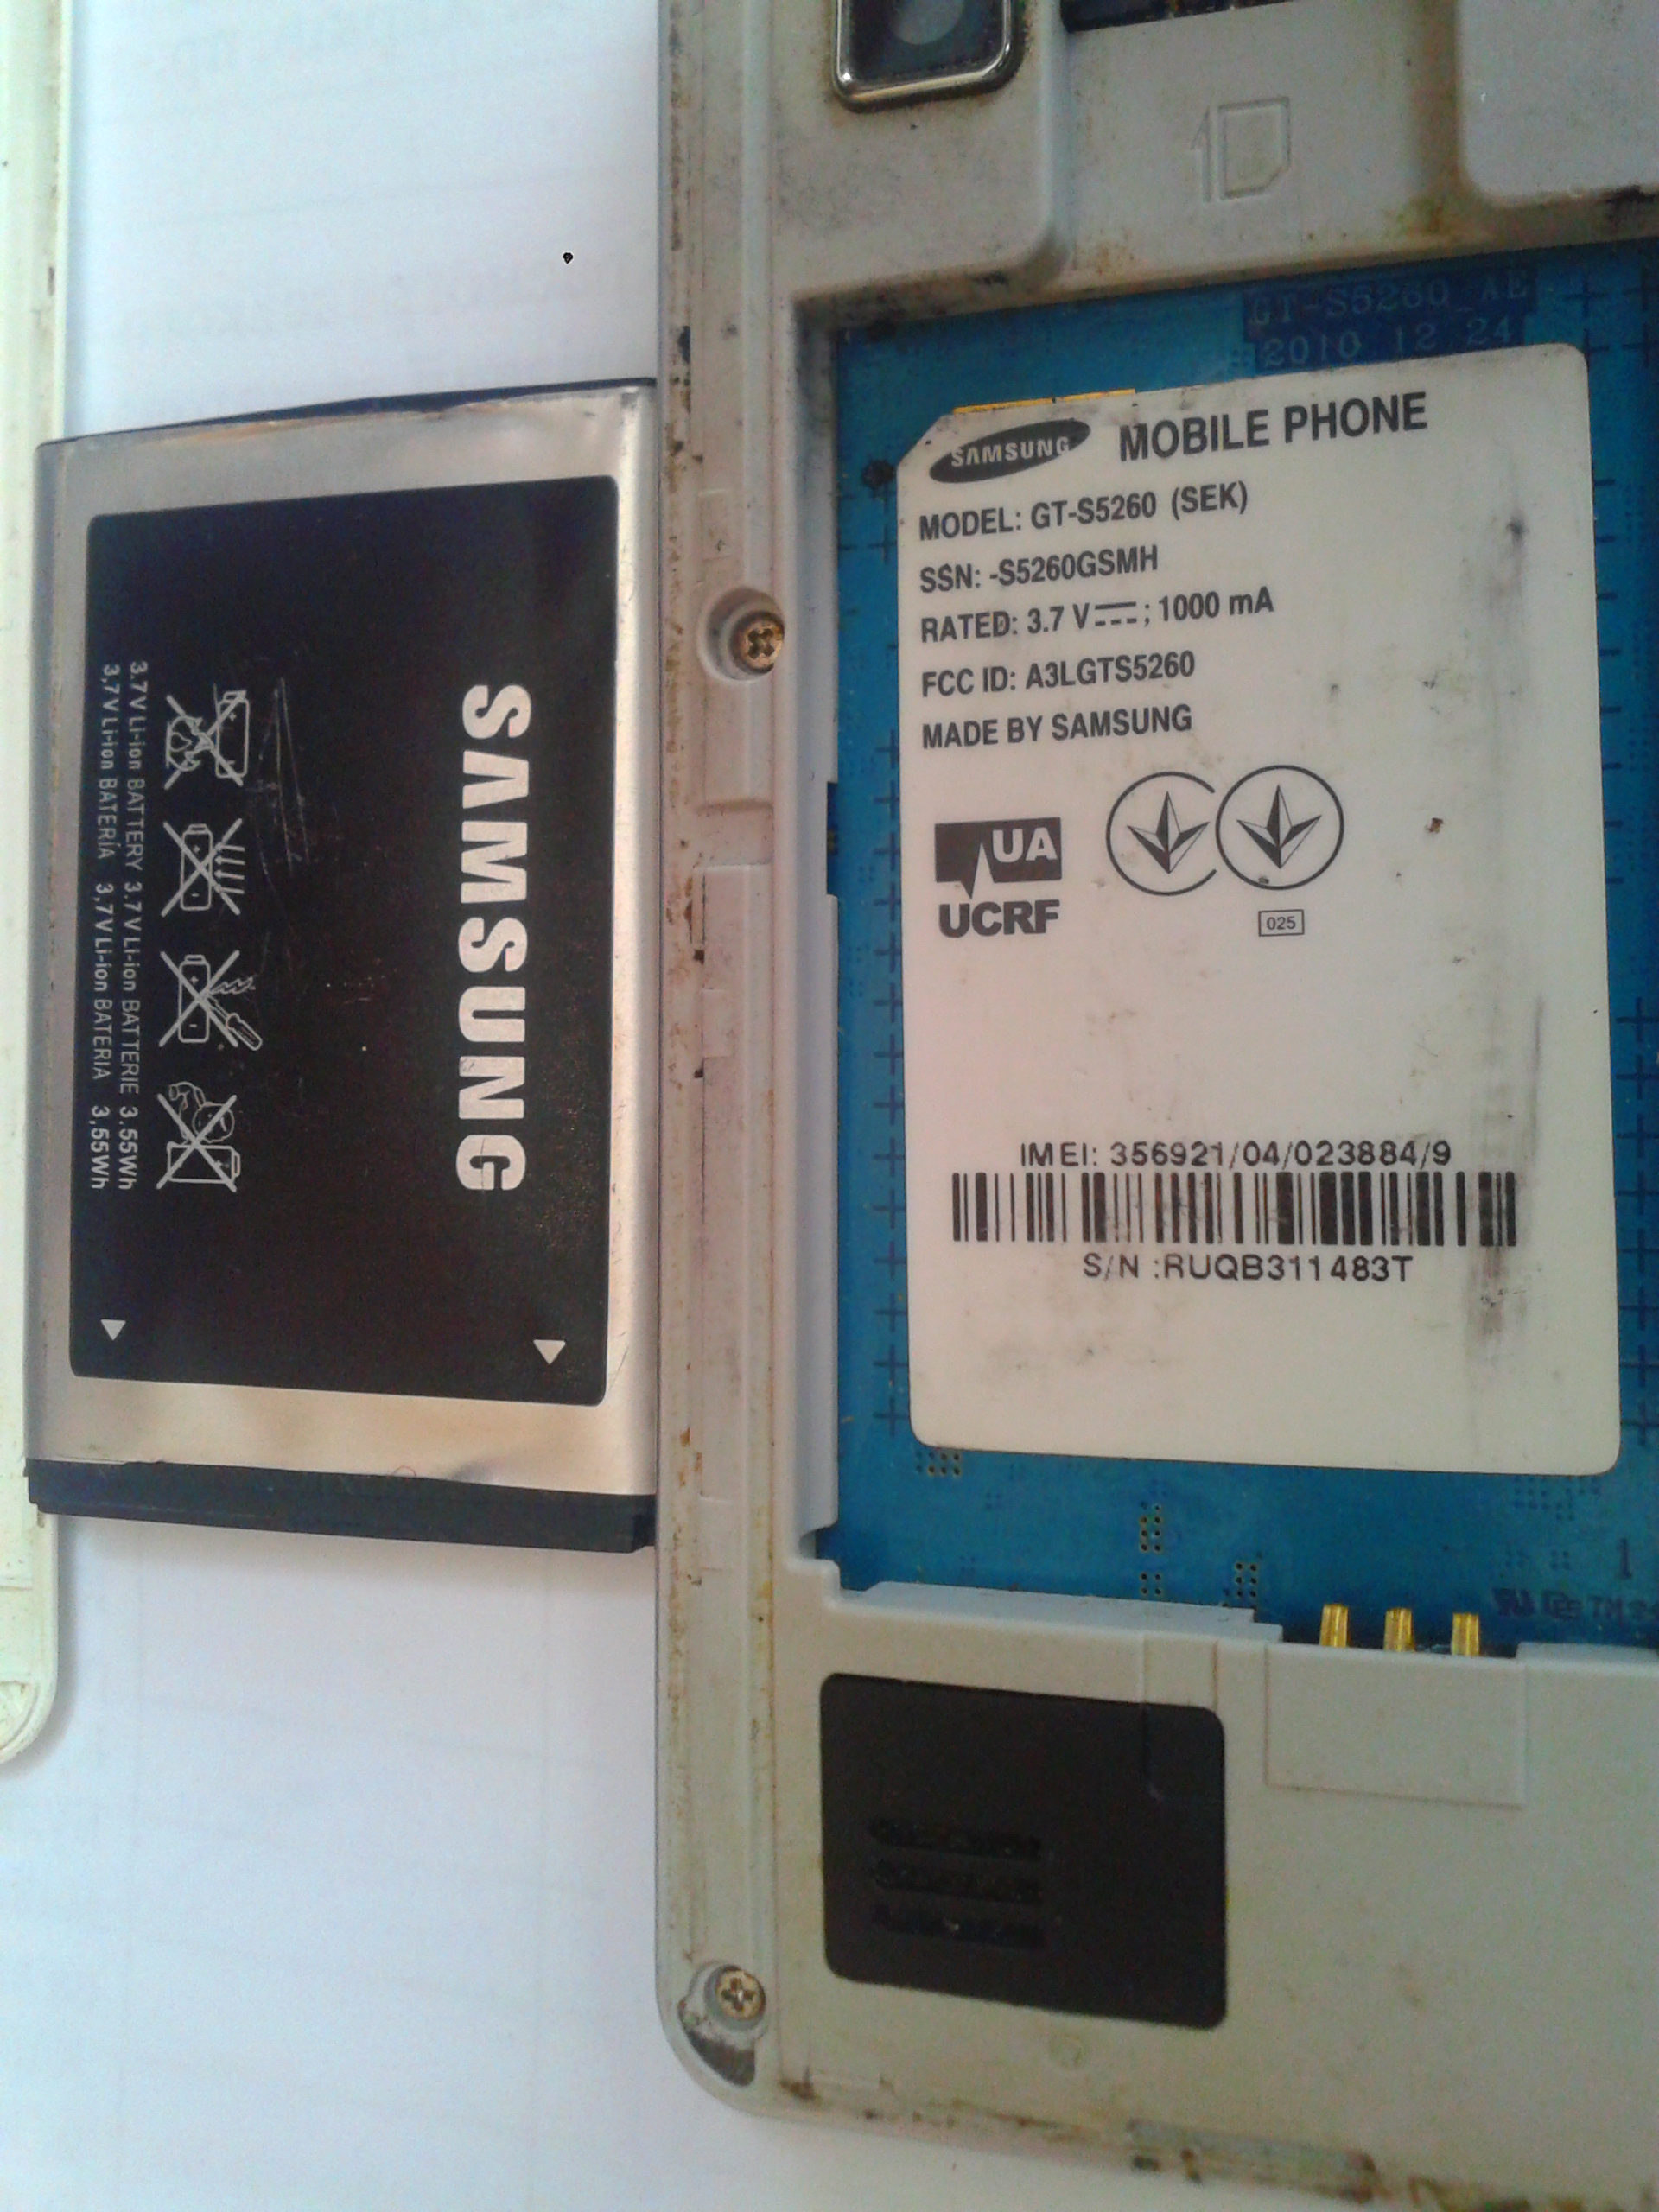 GT-S5260_AE
2010.12.24
SAMSUNG MOBILE PHONE
MODEL: GT-S5260 (SEK)
SSN: -S5260GSMH
RATED: 3.7 V⎓; 1000 mA
FCC ID: A3LGTS5260
MADE BY SAMSUNG
UA
UCRF
025
IMEI: 356921/04/023884/9
S/N :RUQB311483T
1
SAMSUNG
3.7V Li-ion BATTERY 3.7V Li-ion BATTERIE 3.55Wh
3,7V Li-ion BATERÍA 3,7V Li-ion BATERIA 3,55Wh